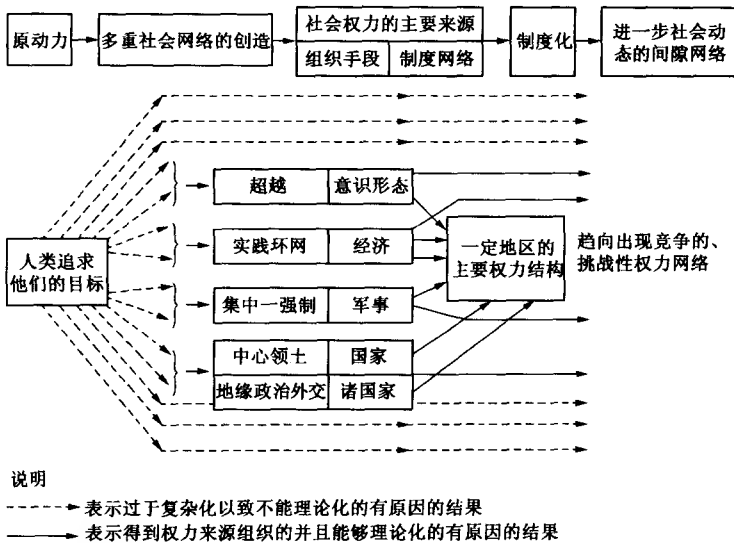 社会权力的主要来源
原动力
多重社会网络的创造
组织手段
制度网络
制度化
进一步社会动
态的间隙网络
超越
意识形态
实践环网
经济
人类追求
他们的目标
一定地区的
主要权力结构
趋向出现竞争的、
挑战性权力网络
集中一强制
军事
中心领土
国家
地缘政治外交
诸国家
说明
表示过于复杂化以致不能理论化的有原因的结果
表示得到权力来源组织的并且能够理论化的有原因的结果